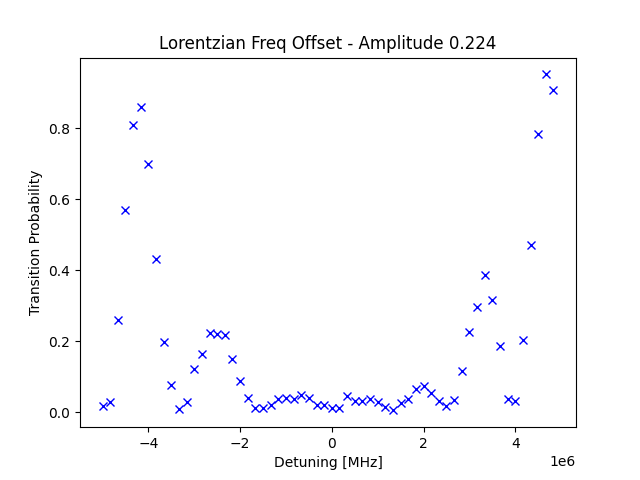 Lorentzian Freq Offset - Amplitude 0.224
Transition Probability
0.8
0.6
0.4
0.2
0.0
−4
−2
0
2
4
1e6
Detuning [MHz]